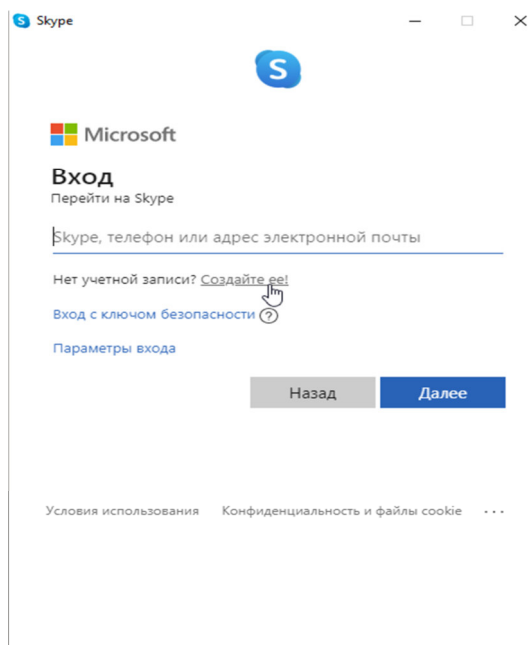 Skype
Microsoft
Вход
Перейти на Skype
Skype, телефон или адрес электронной почты
Нет учетной записи? Создайте ее!
Вход с ключом безопасности ?
Параметры входа
Назад Далее
Условия использования Конфиденциальность и файлы cookie ...